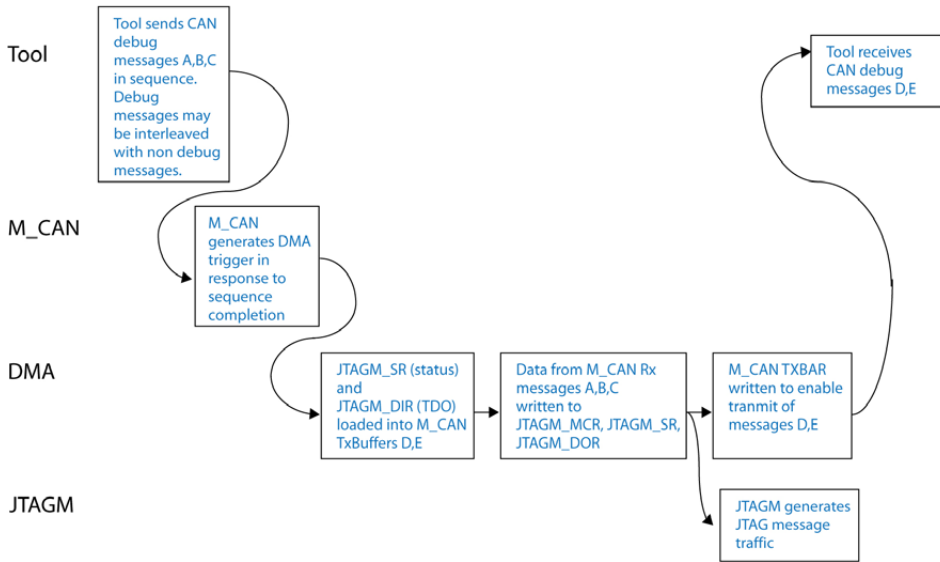 Tool
Tool sends CAN
debug
messages A,B,C
in sequence.
Debug
messages may
be interleaved
with non debug
messages.
Tool receives
CAN debug
messages D,E
M_CAN
M_CAN
generates DMA
trigger in
response to
sequence
completion
DMA
JTAGM_SR (status)
and
JTAGM_DIR (TDO)
loaded into M_CAN
TxBuffers D,E
Data from M_CAN Rx
messages A,B,C
written to
JTAGM_MCR, JTAGM_SR,
JTAGM_DOR
M_CAN TXBAR
written to enable
tranmit of
messages D,E
JTAGM
JTAGM generates
JTAG message
traffic